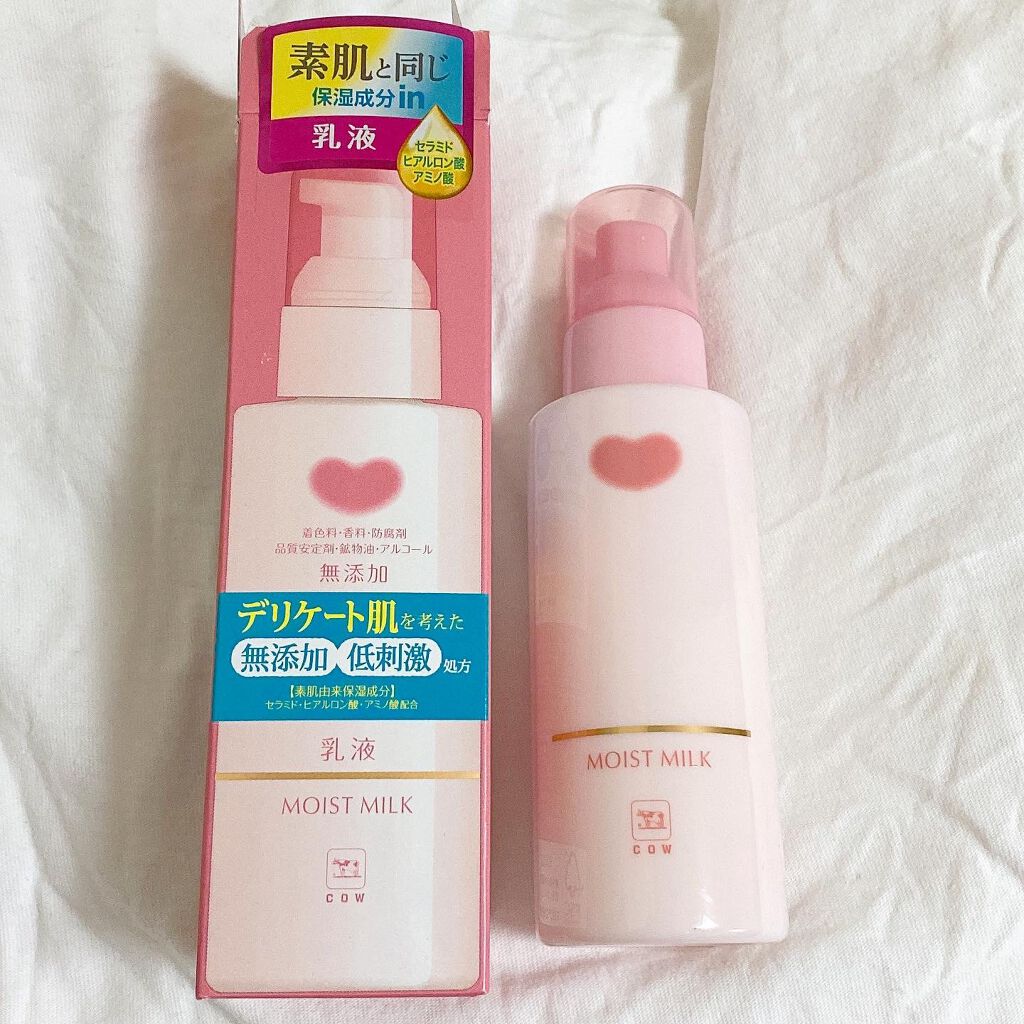 素肌と同じ
保湿成分in
乳液
セラミド
ヒアルロン酸
アミノ酸
着色料・香料・防腐剤
品質安定剤・鉱物油・アルコール
無添加
デリケート肌を考えた
無添加 低刺激 処方
【素肌由来保湿成分】
セラミド・ヒアルロン酸・アミノ酸配合
乳液
MOIST MILK
COW
MOIST MILK
COW